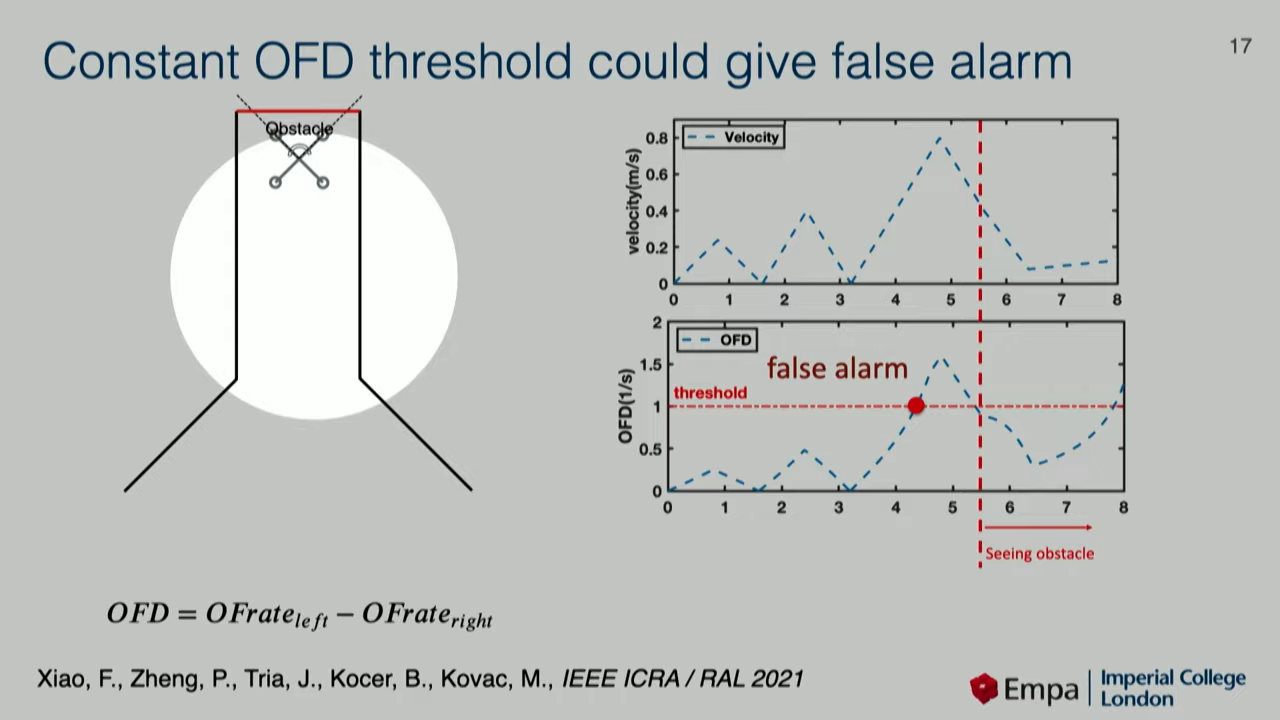 Constant OFD threshold could give false alarm
17
Obstacle
Velocity
velocity(m/s)
0.8
0.6
0.4
0.2
0
0 1 2 3 4 5 6 7 8
OFD
false alarm
threshold
OFD(1/s)
2
1.5
1
0.5
0
0 1 2 3 4 5 6 7 8
Seeing obstacle
OFD = OFrate_left − OFrate_right
Xiao, F., Zheng, P., Tria, J., Kocer, B., Kovac, M., IEEE ICRA / RAL 2021
Empa
Imperial College
London